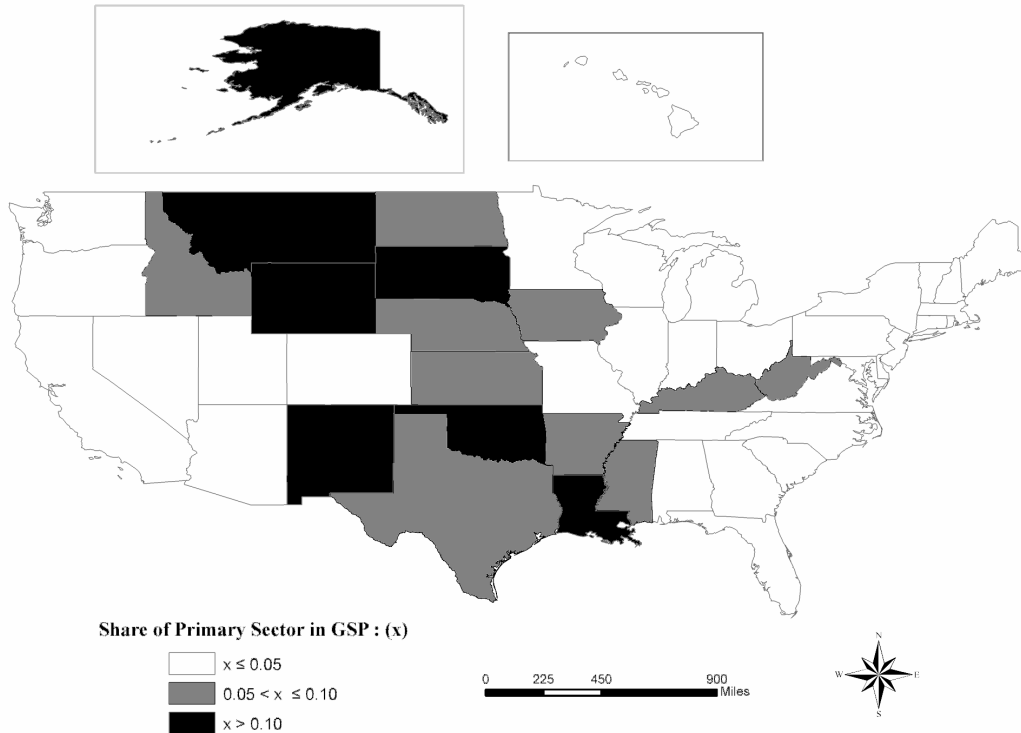 Share of Primary Sector in GSP : (x)
x ≤ 0.05
0.05 < x ≤ 0.10
x > 0.10
0 225 450 900
Miles
N
W E
S